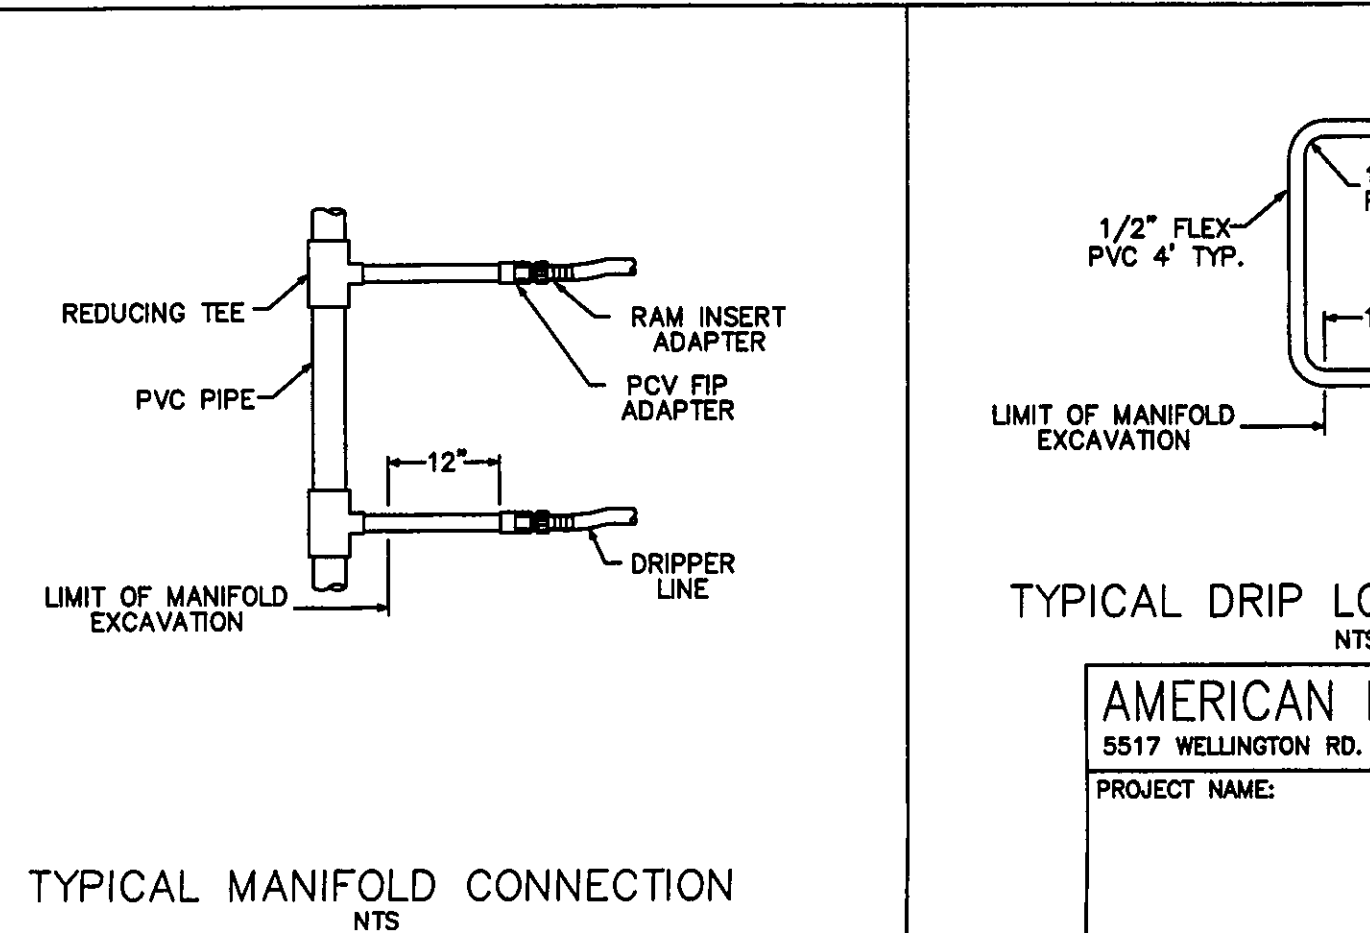 REDUCING TEE
PVC PIPE
RAM INSERT
ADAPTER
PCV FIP
ADAPTER
12"
DRIPPER
LINE
LIMIT OF MANIFOLD
EXCAVATION
TYPICAL MANIFOLD CONNECTION
NTS
1/2" FLEX
PVC 4' TYP.
LIMIT OF MANIFOLD
EXCAVATION
TYPICAL DRIP
NTS
AMERICAN
5517 WELLINGTON RD.
PROJECT NAME: